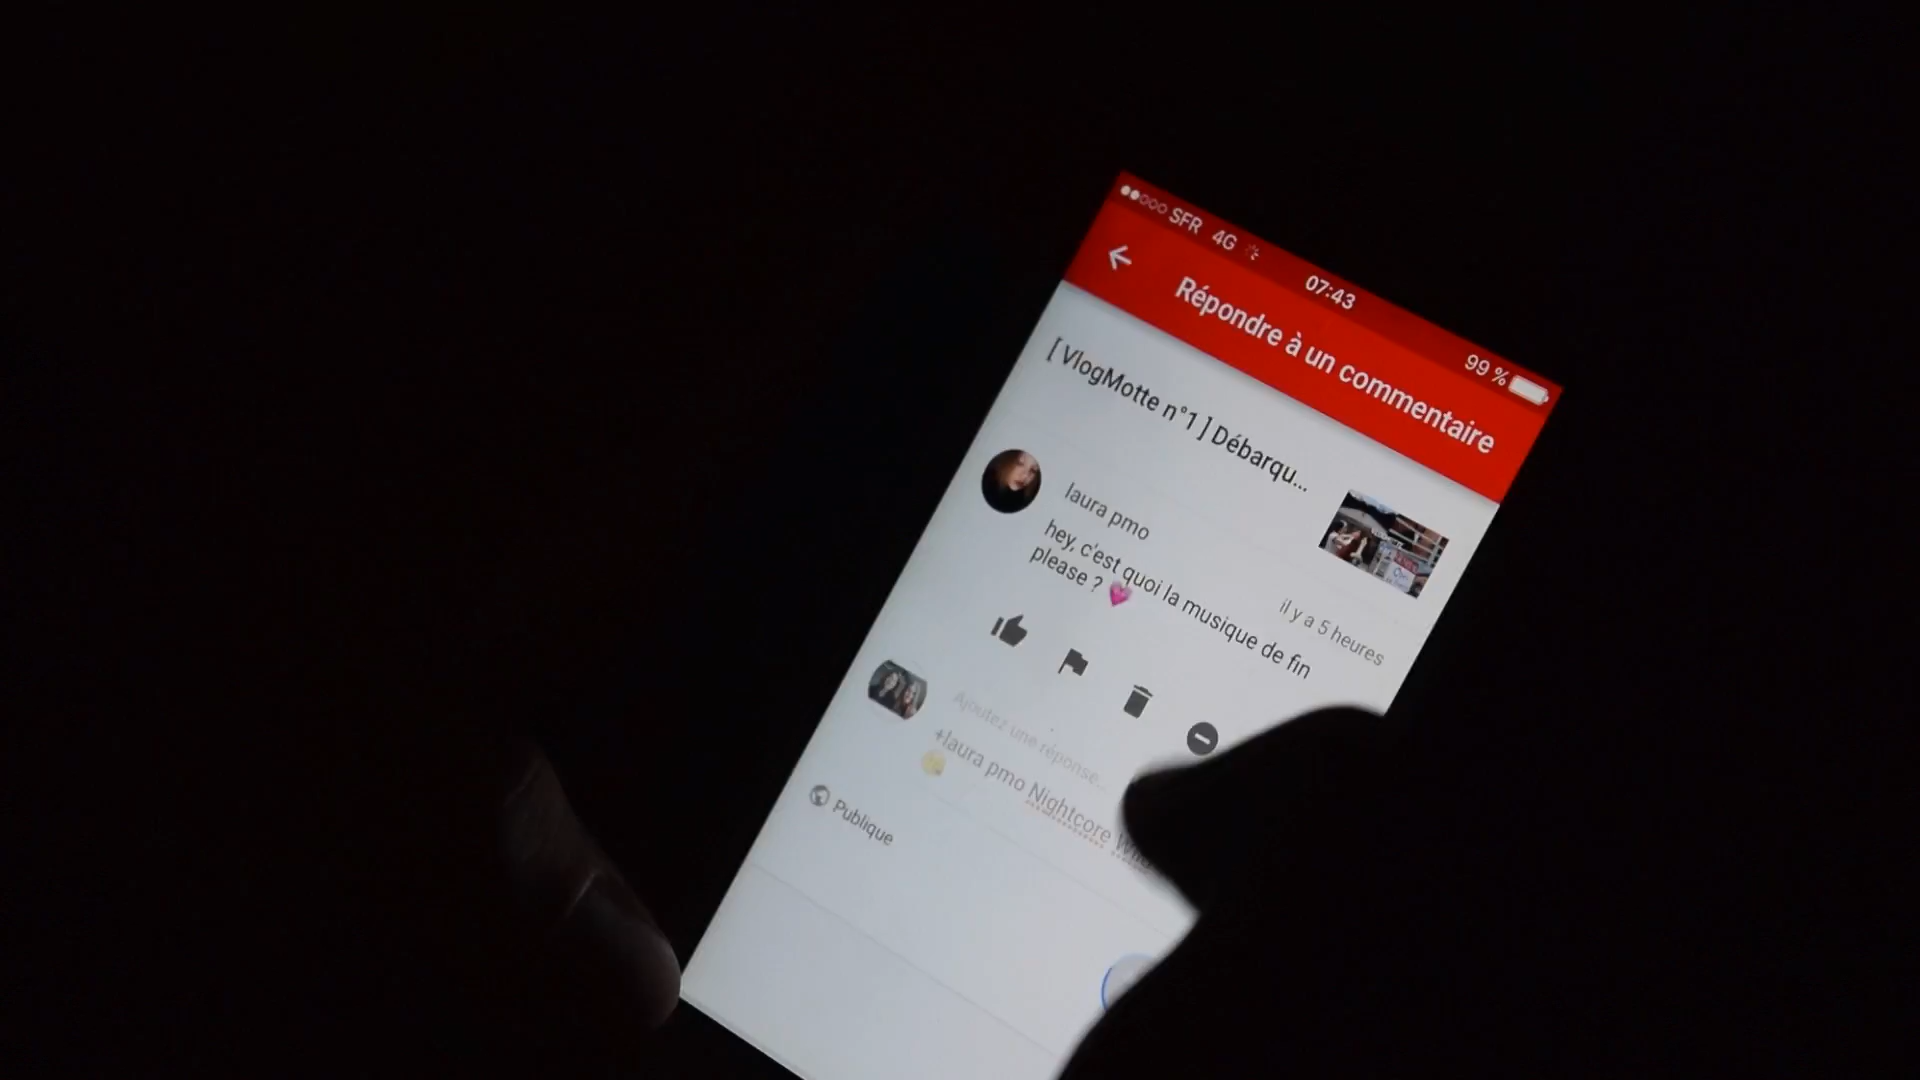 SFR 4G 07:43 99 %
Répondre à un commentaire
[ VlogMotte n°1 ] Débarqu...
laura pmo
il y a 5 heures
hey, c'est quoi la musique de fin
please ?
Ajoutez une réponse...
+laura pmo Nightcore
Publique